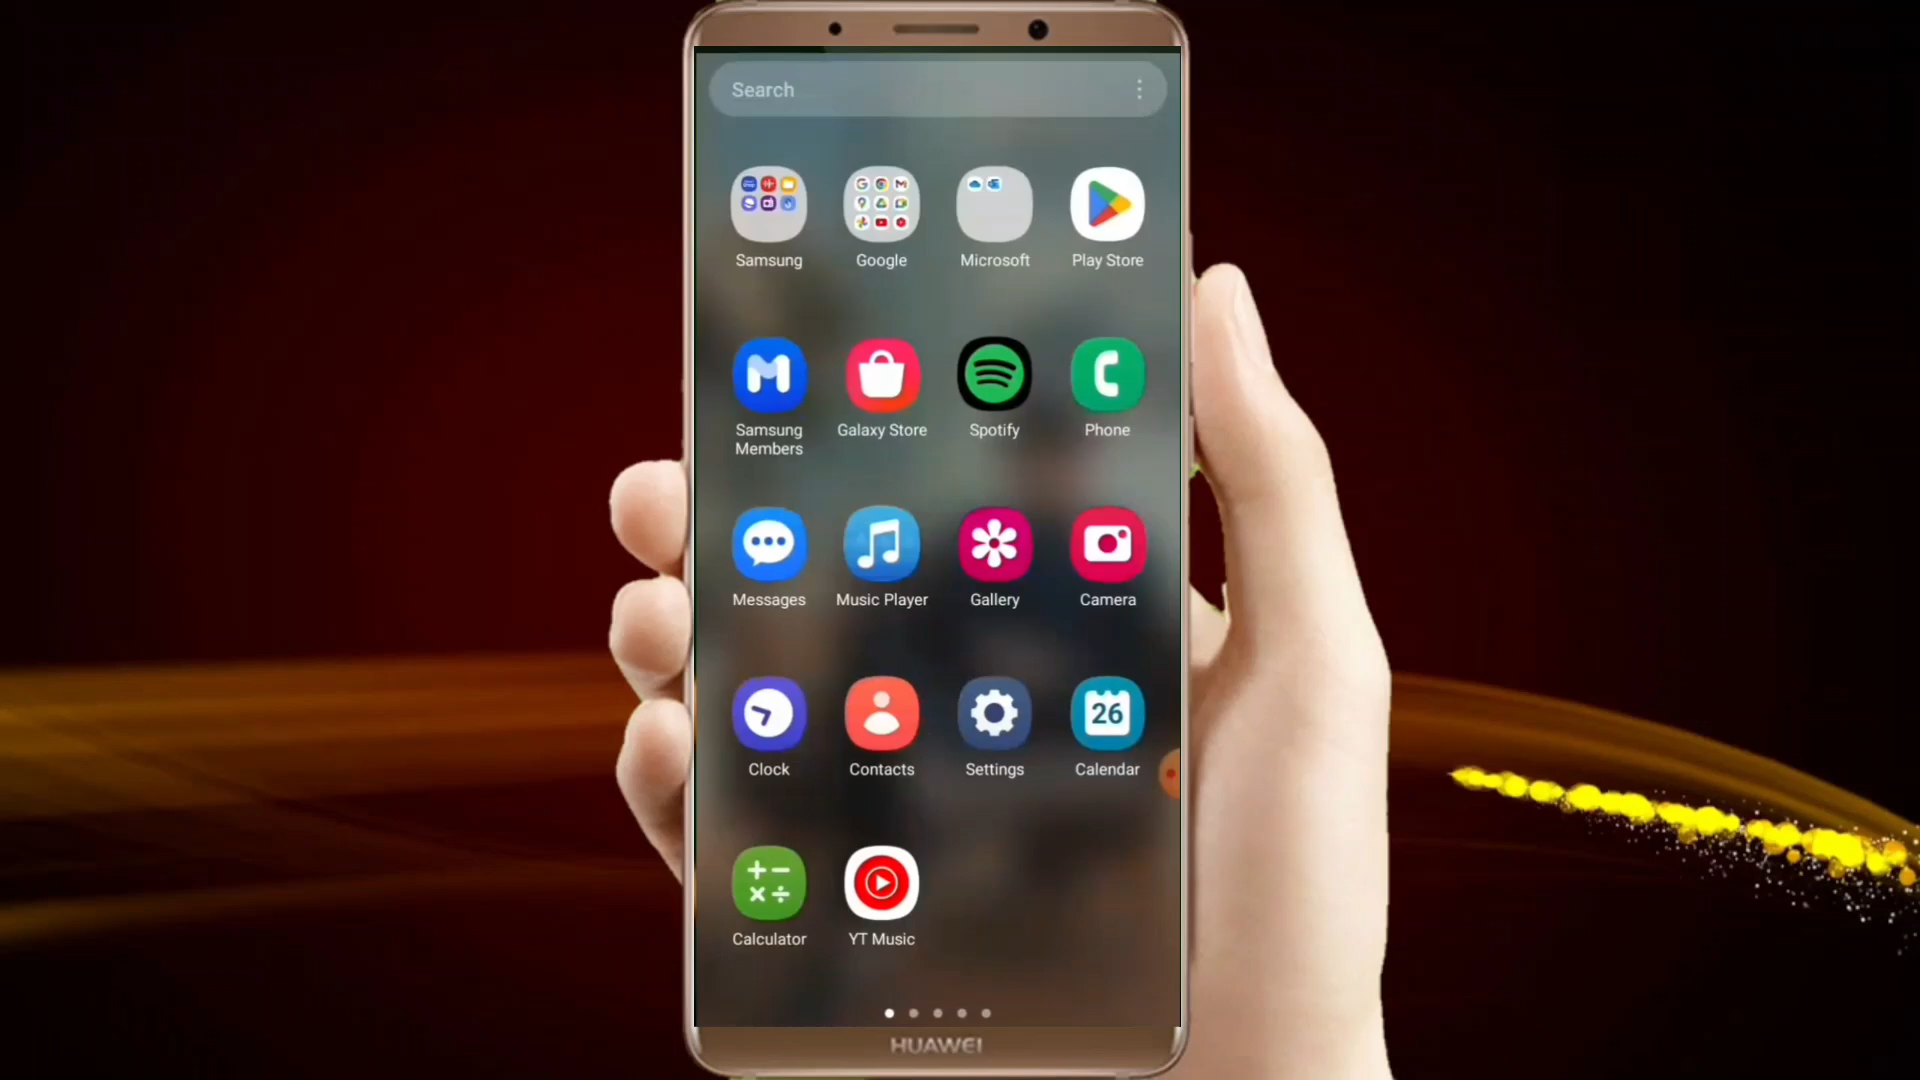 Search
Samsung
Google
Microsoft
Play Store
Samsung
Members
Galaxy Store
Spotify
Phone
Messages
Music Player
Gallery
Camera
26
Clock
Contacts
Settings
Calendar
Calculator
YT Music
HUAWEI